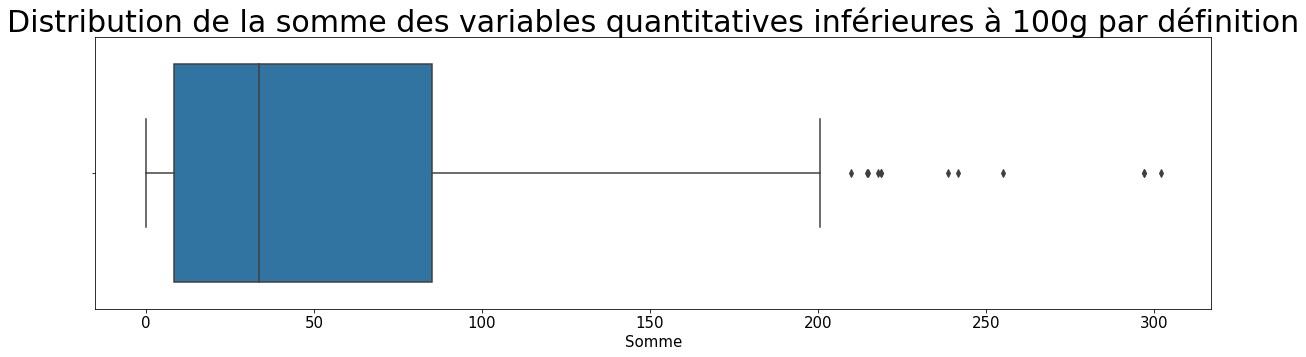 Distribution de la somme des variables quantitatives inférieures à 100g par définition
0 50 100 150 200 250 300
Somme